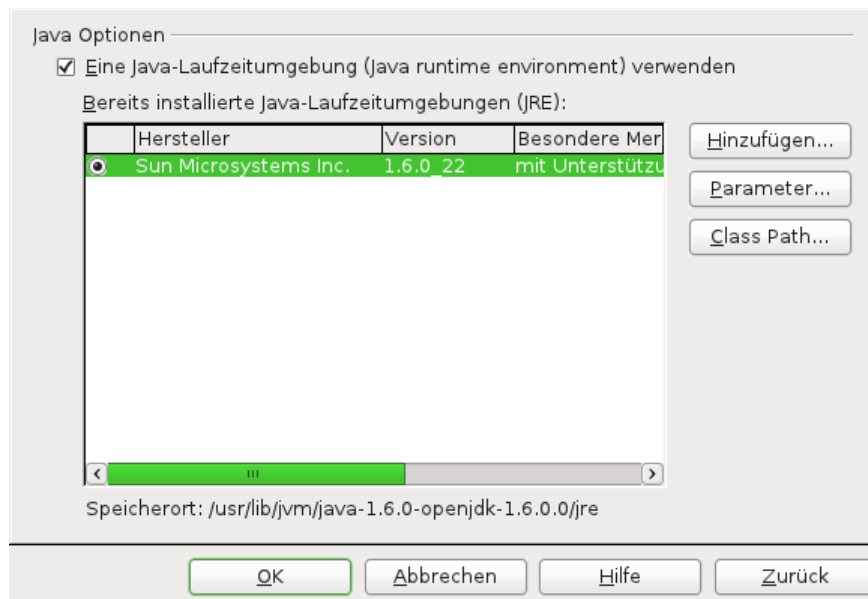 Java Optionen
Eine Java-Laufzeitumgebung (Java runtime environment) verwenden
Bereits installierte Java-Laufzeitumgebungen (JRE):
Hersteller Version Besondere Mer
Sun Microsystems Inc. 1.6.0_22 mit Unterstützu
Hinzufügen...
Parameter...
Class Path...
Speicherort: /usr/lib/jvm/java-1.6.0-openjdk-1.6.0.0/jre
OK Abbrechen Hilfe Zurück